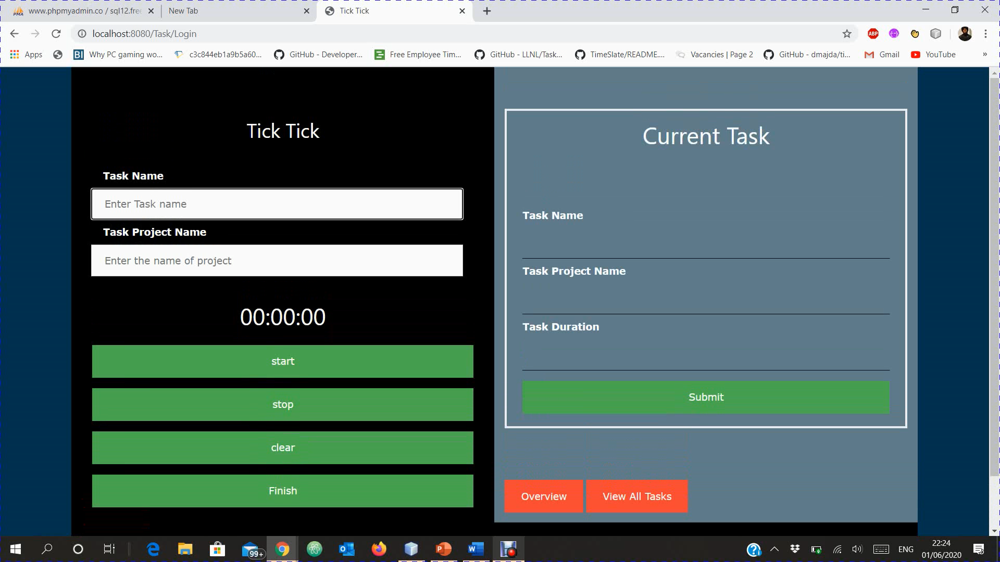 www.phpmyadmin.co / sql12.free
New Tab
Tick Tick
localhost:8080/Task/Login
ABP
Apps
BI
Why PC gaming wo...
c3c844eb1a9b5a60...
GitHub - Developer...
Free Employee Tim...
GitHub - LLNL/Task...
TimeSlate/README....
Vacancies | Page 2
GitHub - dmajda/ti...
Gmail
YouTube
»
Tick Tick
Task Name
Enter Task name
Task Project Name
Enter the name of project
00:00:00
start
stop
clear
Finish
Current Task
Task Name
Task Project Name
Task Duration
Submit
Overview
View All Tasks
99+
ENG
22:24
01/06/2020